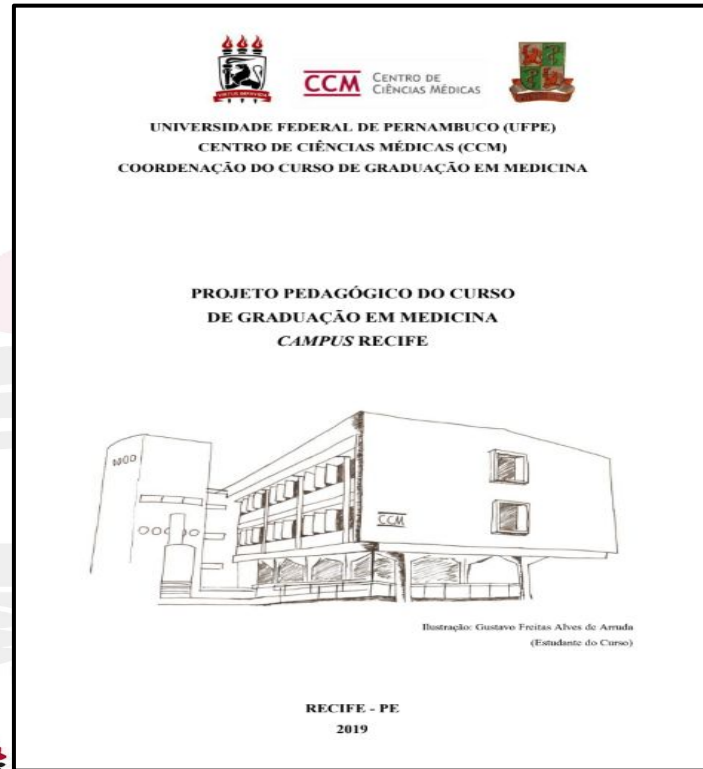 VIRTUS IMPAVIDA
CCM CENTRO DE
CIÊNCIAS MÉDICAS
UNIVERSIDADE FEDERAL DE PERNAMBUCO (UFPE)
CENTRO DE CIÊNCIAS MÉDICAS (CCM)
COORDENAÇÃO DO CURSO DE GRADUAÇÃO EM MEDICINA
PROJETO PEDAGÓGICO DO CURSO
DE GRADUAÇÃO EM MEDICINA
CAMPUS RECIFE
CCM
Ilustração: Gustavo Freitas Alves de Arruda
(Estudante do Curso)
RECIFE - PE
2019